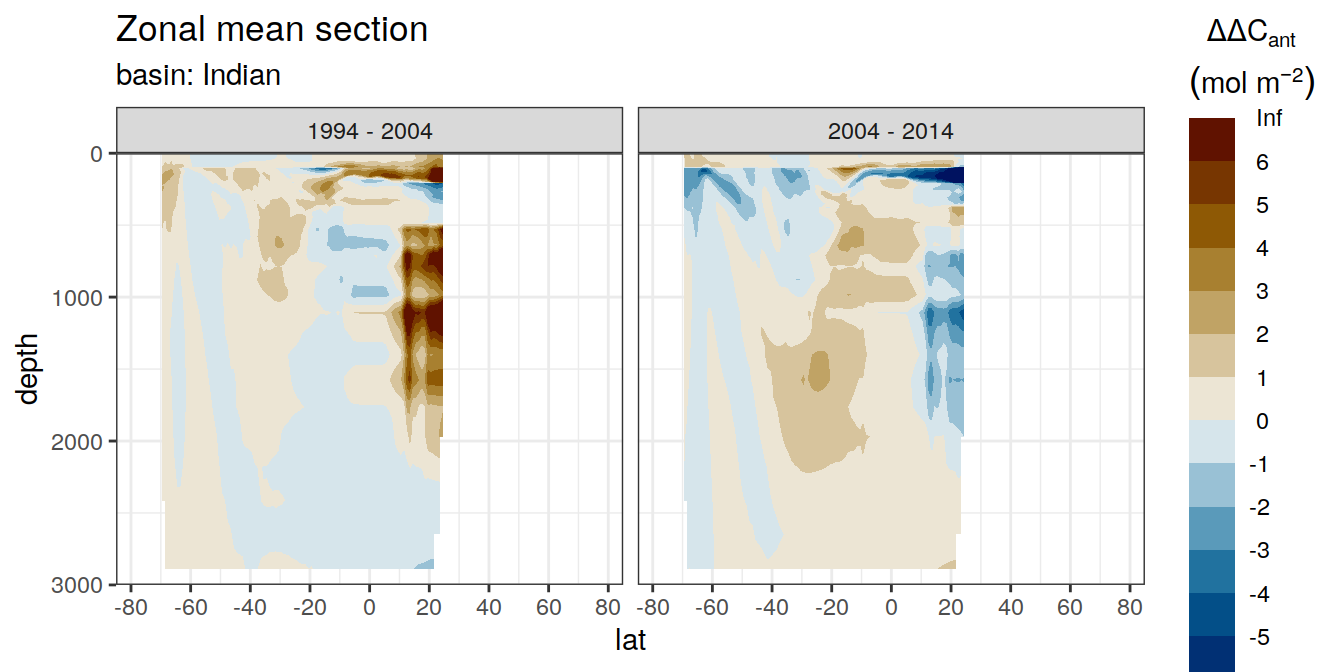 Zonal mean section
basin: Indian
1994 - 2004
2004 - 2014
0
1000
2000
3000
depth
-80 -60 -40 -20 0 20 40 60 80
-80 -60 -40 -20 0 20 40 60 80
lat
ΔΔCant
(mol m−2)
Inf
6
5
4
3
2
1
0
-1
-2
-3
-4
-5